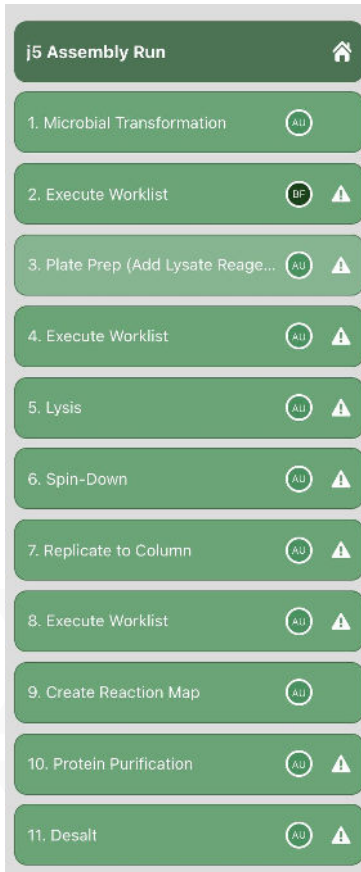 j5 Assembly Run
1. Microbial Transformation AU
2. Execute Worklist BF
3. Plate Prep (Add Lysate Reage... AU
4. Execute Worklist AU
5. Lysis AU
6. Spin-Down AU
7. Replicate to Column AU
8. Execute Worklist AU
9. Create Reaction Map AU
10. Protein Purification AU
11. Desalt AU